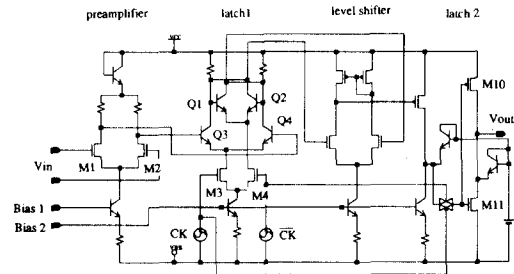 preamplifier latch1 level shifter latch 2
vcc
Q1 Q2 M10
Q3 Q4 Vout
M1 M2
Vin M3 M4 M11
Bias 1
Bias 2 CK CK